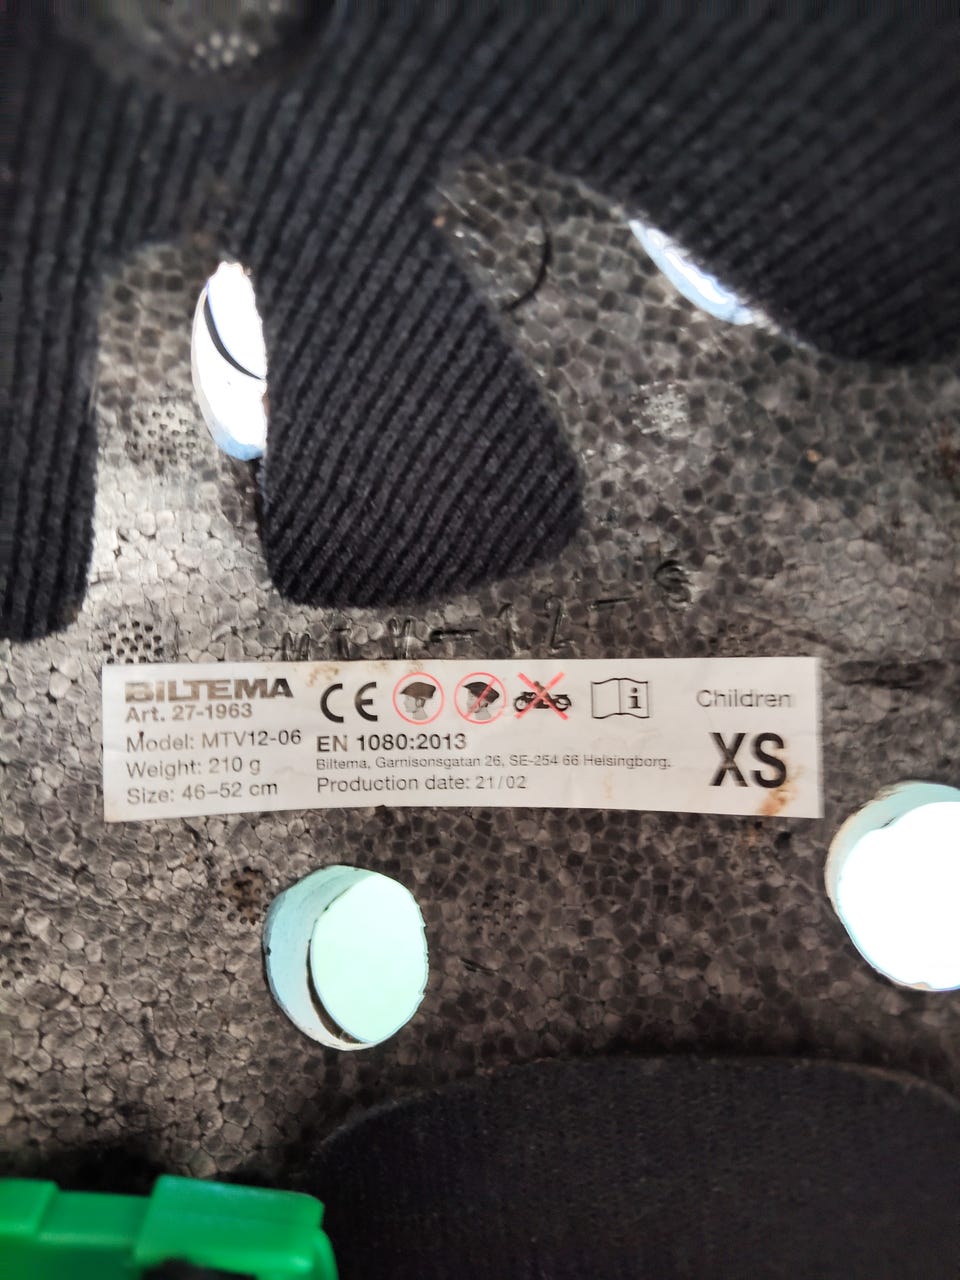 BILTEMA
Art. 27-1963
Model: MTV12-06
Weight: 210 g
Size: 46–52 cm
CE
i
EN 1080:2013
Biltema, Garnisonsgatan 26, SE-254 66 Helsingborg.
Production date: 21/02
Children
XS